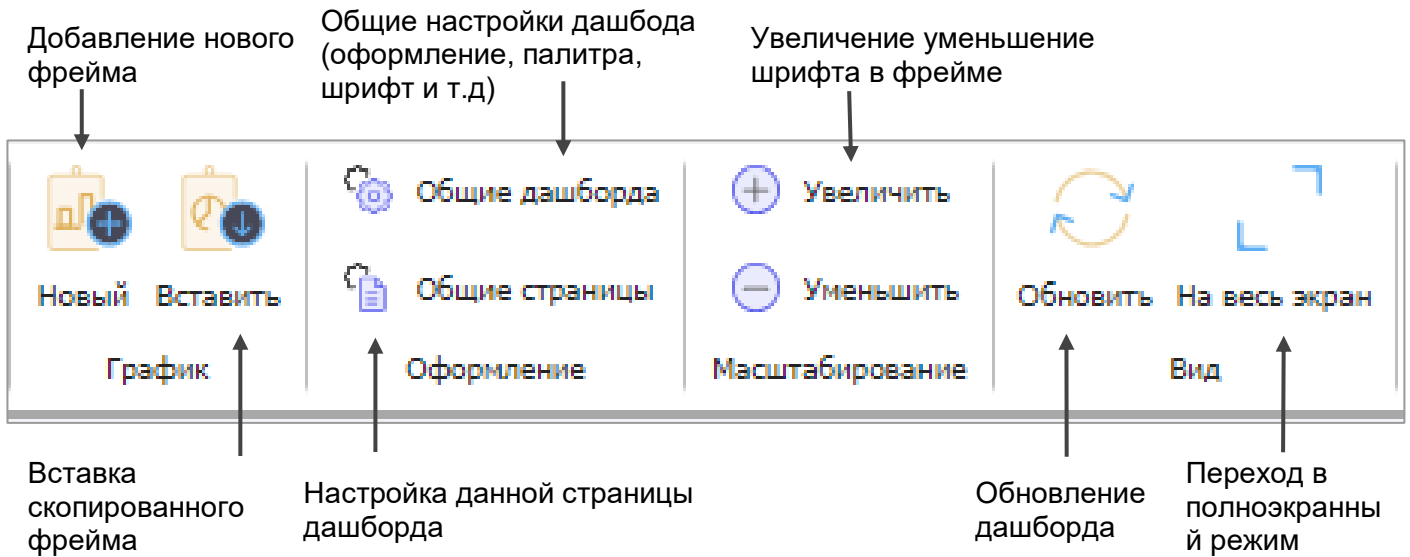 Добавление нового
фрейма
Общие настройки дашбода
(оформление, палитра,
шрифт и т.д)
Увеличение уменьшение
шрифта в фрейме
Новый
Вставить
График
Общие дашборда
Общие страницы
Оформление
Увеличить
Уменьшить
Масштабирование
Обновить
На весь экран
Вид
Вставка
скопированного
фрейма
Настройка данной страницы
дашборда
Обновление
дашборда
Переход в
полноэкранны
й режим